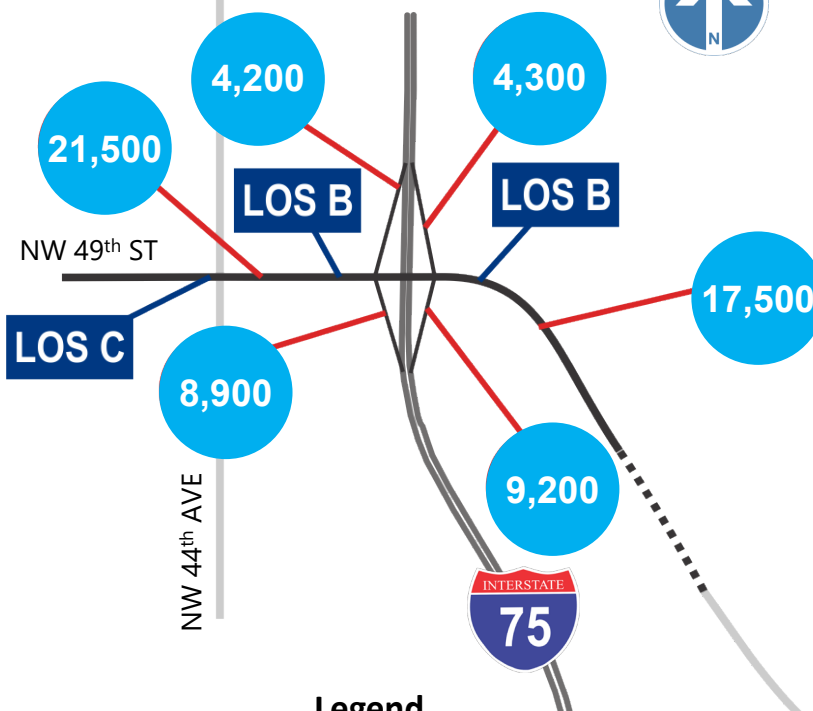 N
4,200
4,300
21,500
LOS B
LOS B
NW 49th ST
17,500
LOS C
8,900
9,200
NW 44th AVE
INTERSTATE
75
Legend